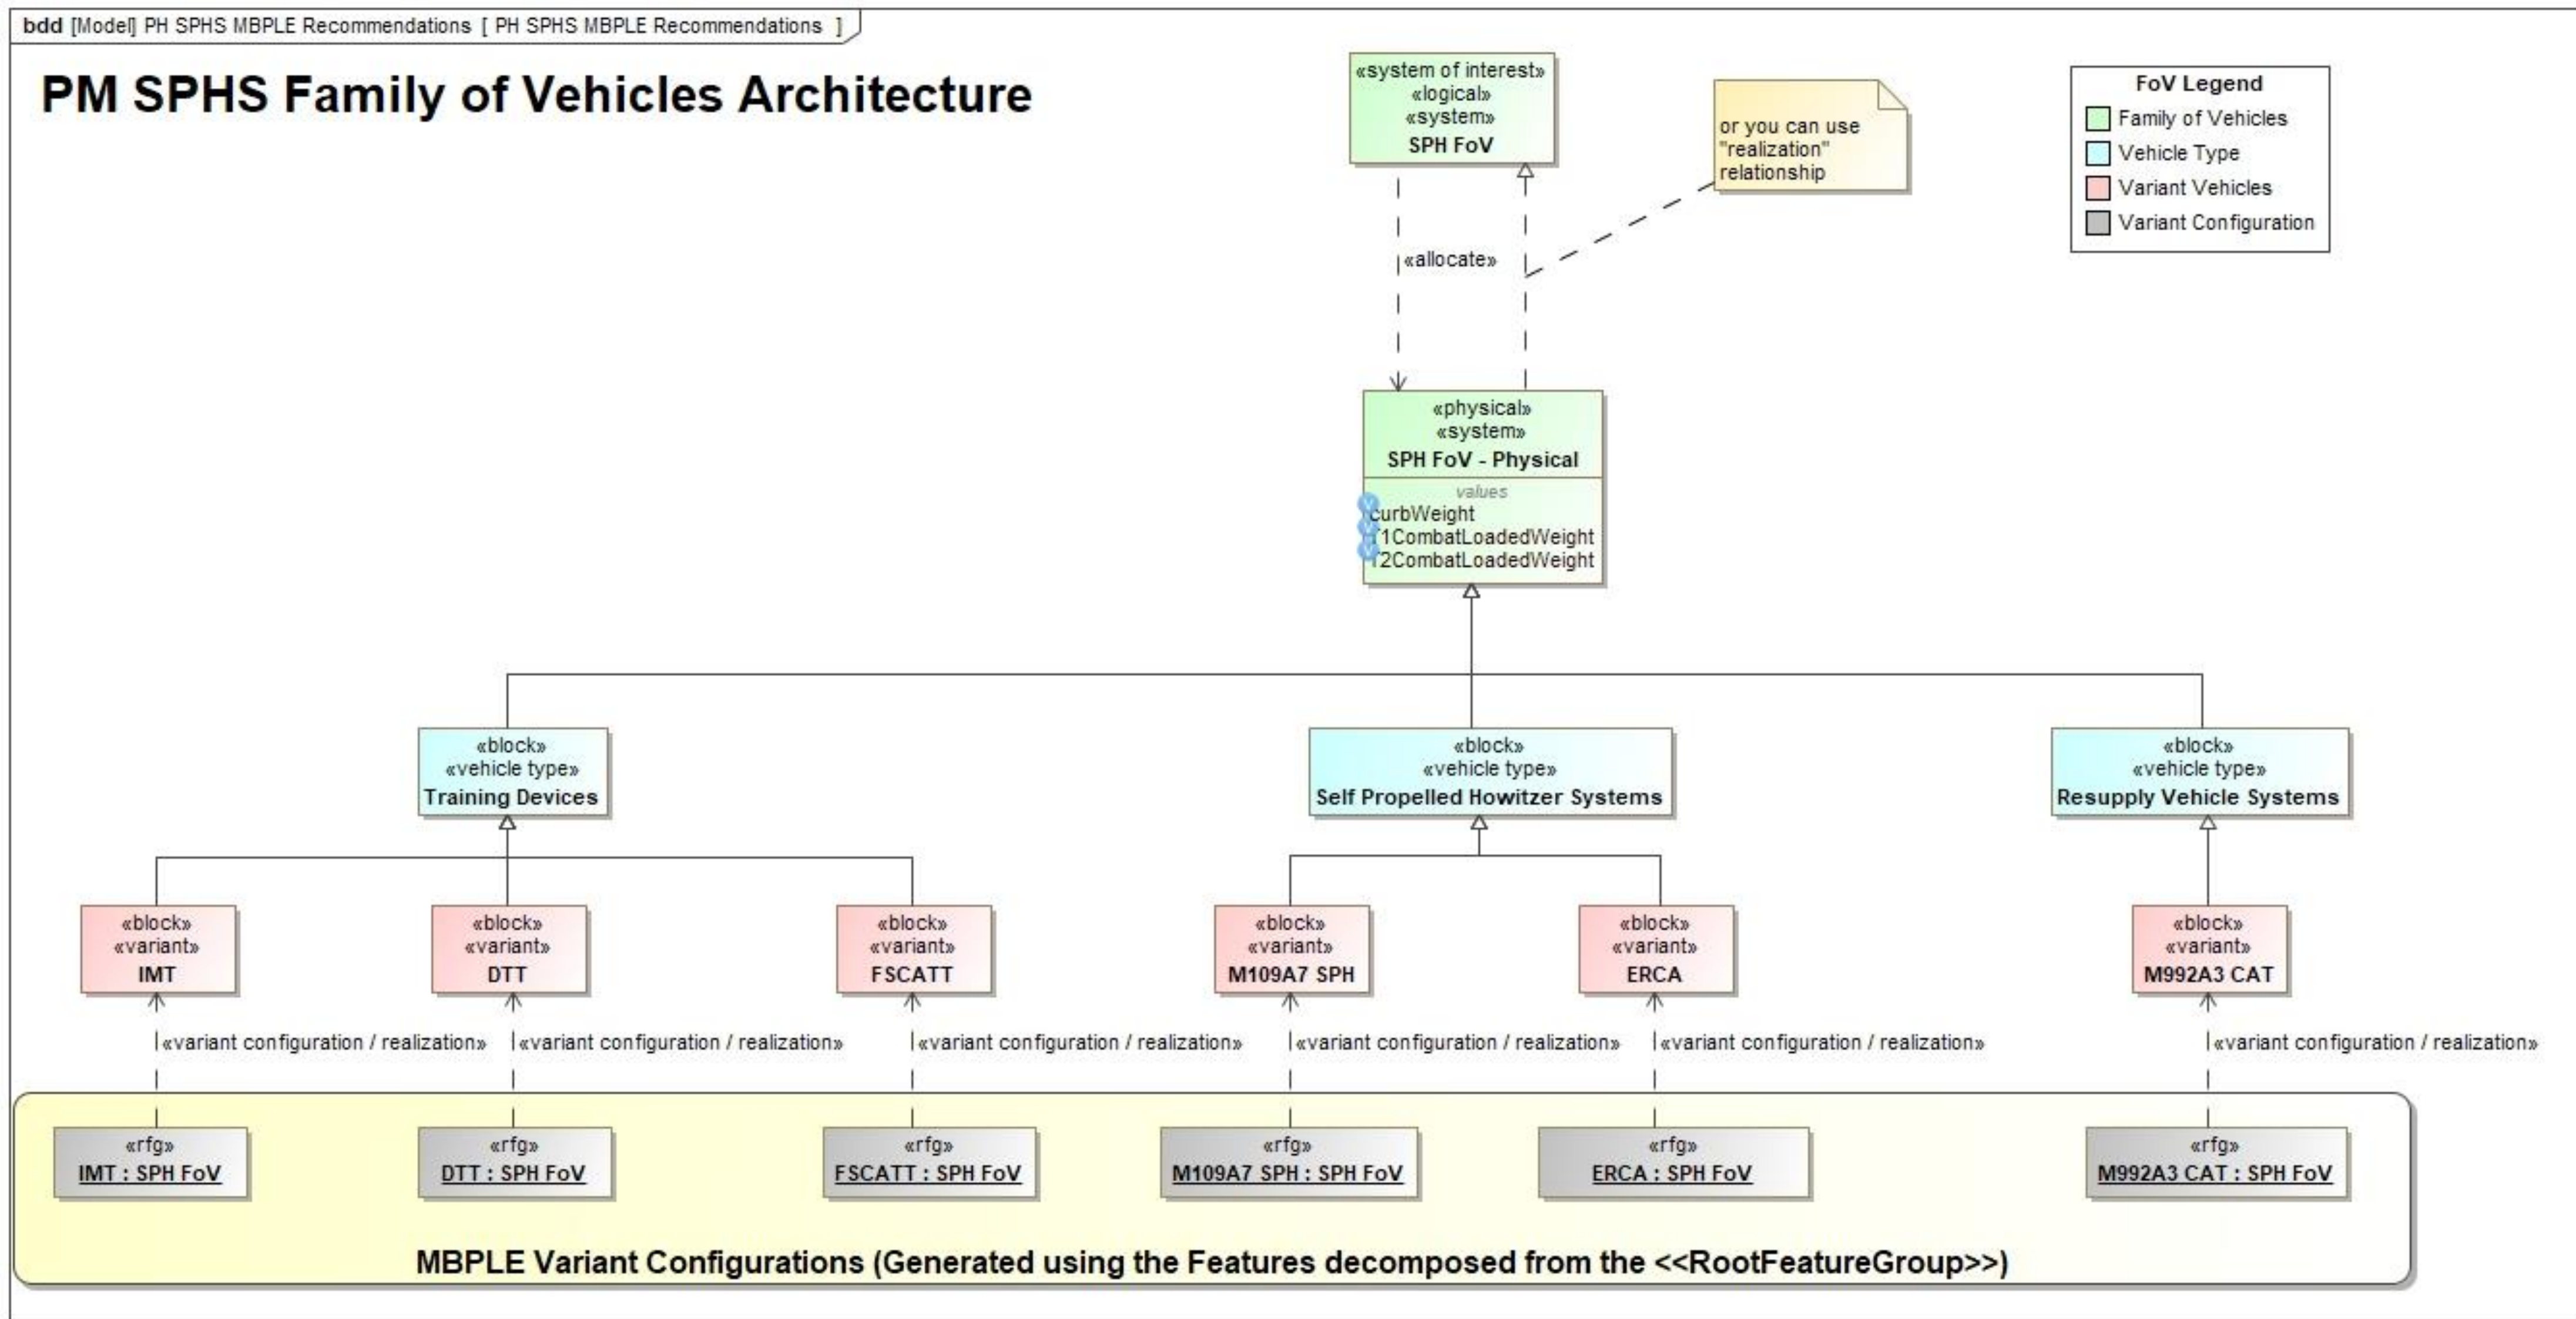 bdd [Model] PH SPHS MBPLE Recommendations [ PH SPHS MBPLE Recommendations ]
PM SPHS Family of Vehicles Architecture
«system of interest»
«logical»
«system»
SPH FoV
or you can use
"realization"
relationship
FoV Legend
Family of Vehicles
Vehicle Type
Variant Vehicles
Variant Configuration
«allocate»
«physical»
«system»
SPH FoV - Physical
values
curbWeight
T1CombatLoadedWeight
T2CombatLoadedWeight
«block»
«vehicle type»
Training Devices
«block»
«vehicle type»
Self Propelled Howitzer Systems
«block»
«vehicle type»
Resupply Vehicle Systems
«block»
«variant»
IMT
«block»
«variant»
DTT
«block»
«variant»
FSCATT
«block»
«variant»
M109A7 SPH
«block»
«variant»
ERCA
«block»
«variant»
M992A3 CAT
«variant configuration / realization»
«variant configuration / realization»
«variant configuration / realization»
«variant configuration / realization»
«variant configuration / realization»
«variant configuration / realization»
«rfg»
IMT : SPH FoV
«rfg»
DTT : SPH FoV
«rfg»
FSCATT : SPH FoV
«rfg»
M109A7 SPH : SPH FoV
«rfg»
ERCA : SPH FoV
«rfg»
M992A3 CAT : SPH FoV
MBPLE Variant Configurations (Generated using the Features decomposed from the <<RootFeatureGroup>>)